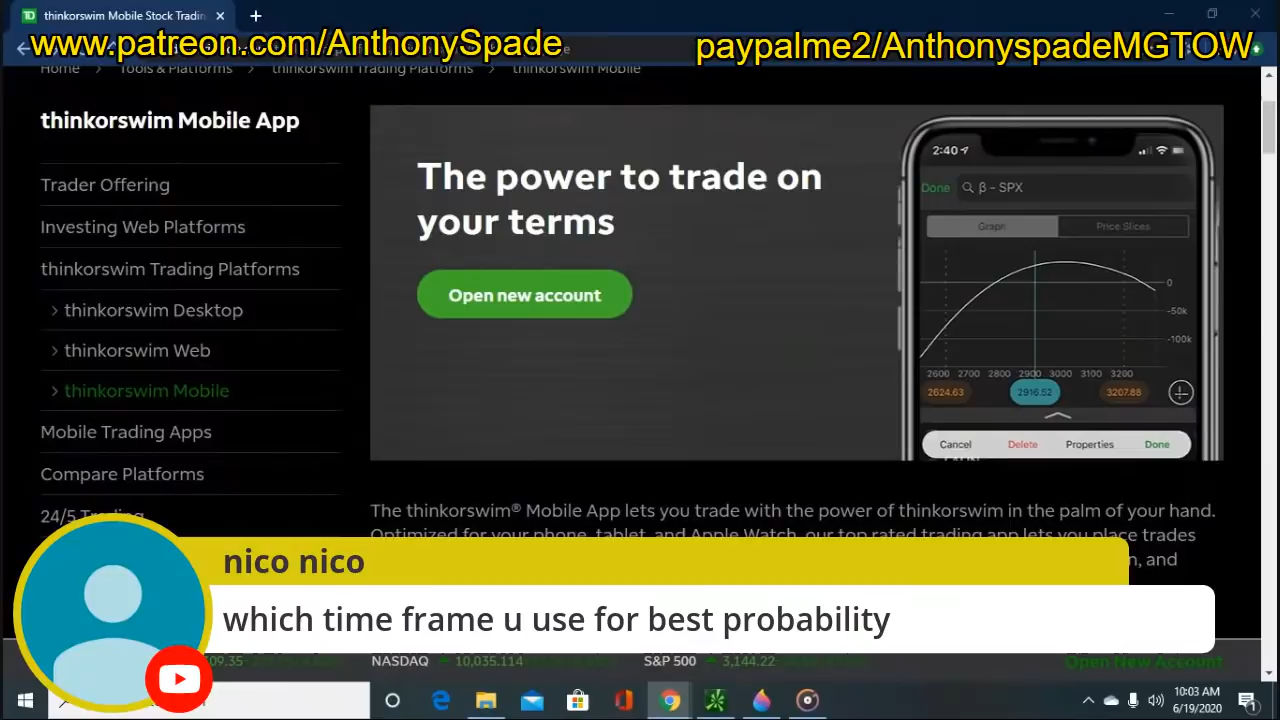 thinkorswim Mobile Stock Tradin
www.patreon.com/AnthonySpade
paypalme2/AnthonyspadeMGTOW
Home > Tools & Platforms > thinkorswim Trading Platforms > thinkorswim Mobile
thinkorswim Mobile App
Trader Offering
Investing Web Platforms
thinkorswim Trading Platforms
> thinkorswim Desktop
> thinkorswim Web
> thinkorswim Mobile
Mobile Trading Apps
Compare Platforms
24/5 Trading
The power to trade on
your terms
Open new account
2:40
Done β - SPX
Graph Price Slices
0
-50k
-100k
2600 2700 2800 2900 3000 3100 3200
2624.63 2916.52 3207.88
Cancel Delete Properties Done
The thinkorswim® Mobile App lets you trade with the power of thinkorswim in the palm of your hand.
Optimized for your phone, tablet, and Apple Watch, our top rated trading app lets you place trades
and
nico nico
which time frame u use for best probability
NASDAQ 10,035.114
S&P 500 3,144.22
Open New Account
10:03 AM
6/19/2020